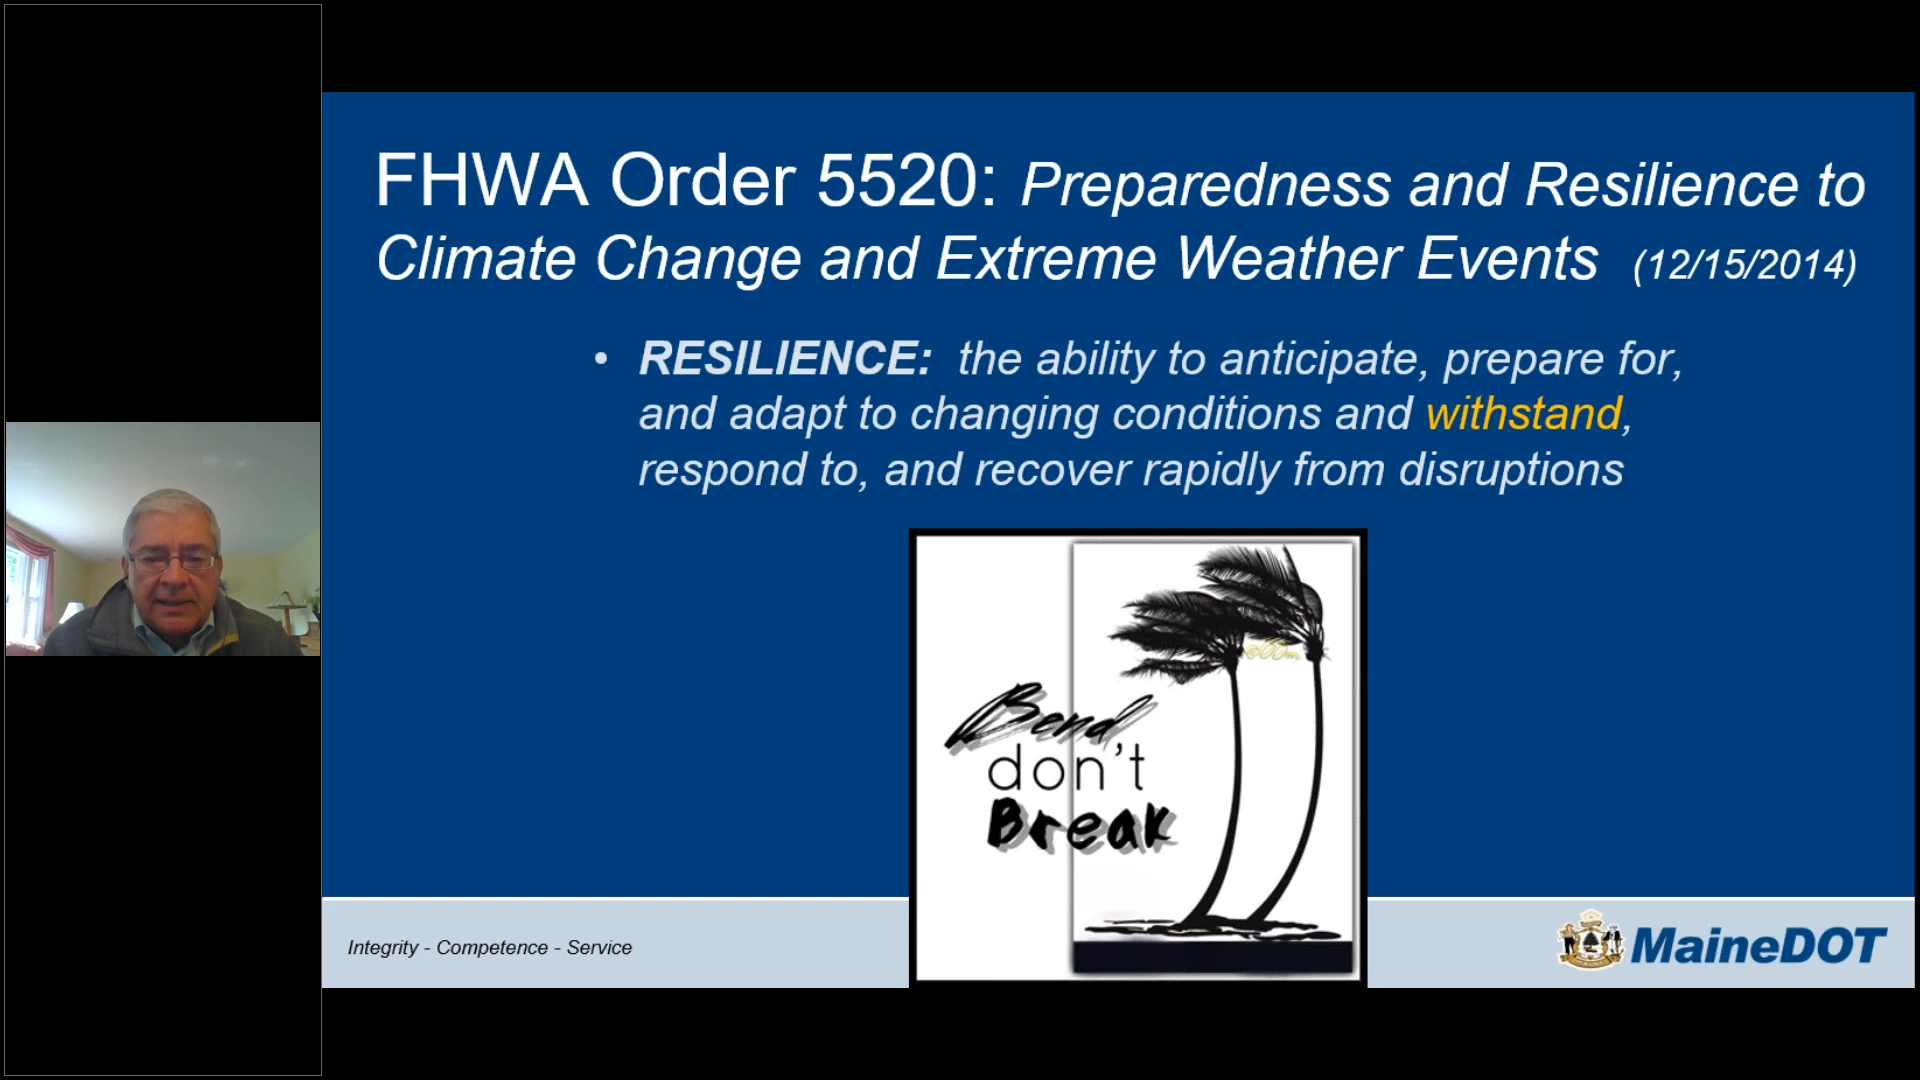 FHWA Order 5520: Preparedness and Resilience to
Climate Change and Extreme Weather Events (12/15/2014)
• RESILIENCE: the ability to anticipate, prepare for,
and adapt to changing conditions and withstand,
respond to, and recover rapidly from disruptions
Bend
don't
Break
Integrity - Competence - Service
MaineDOT